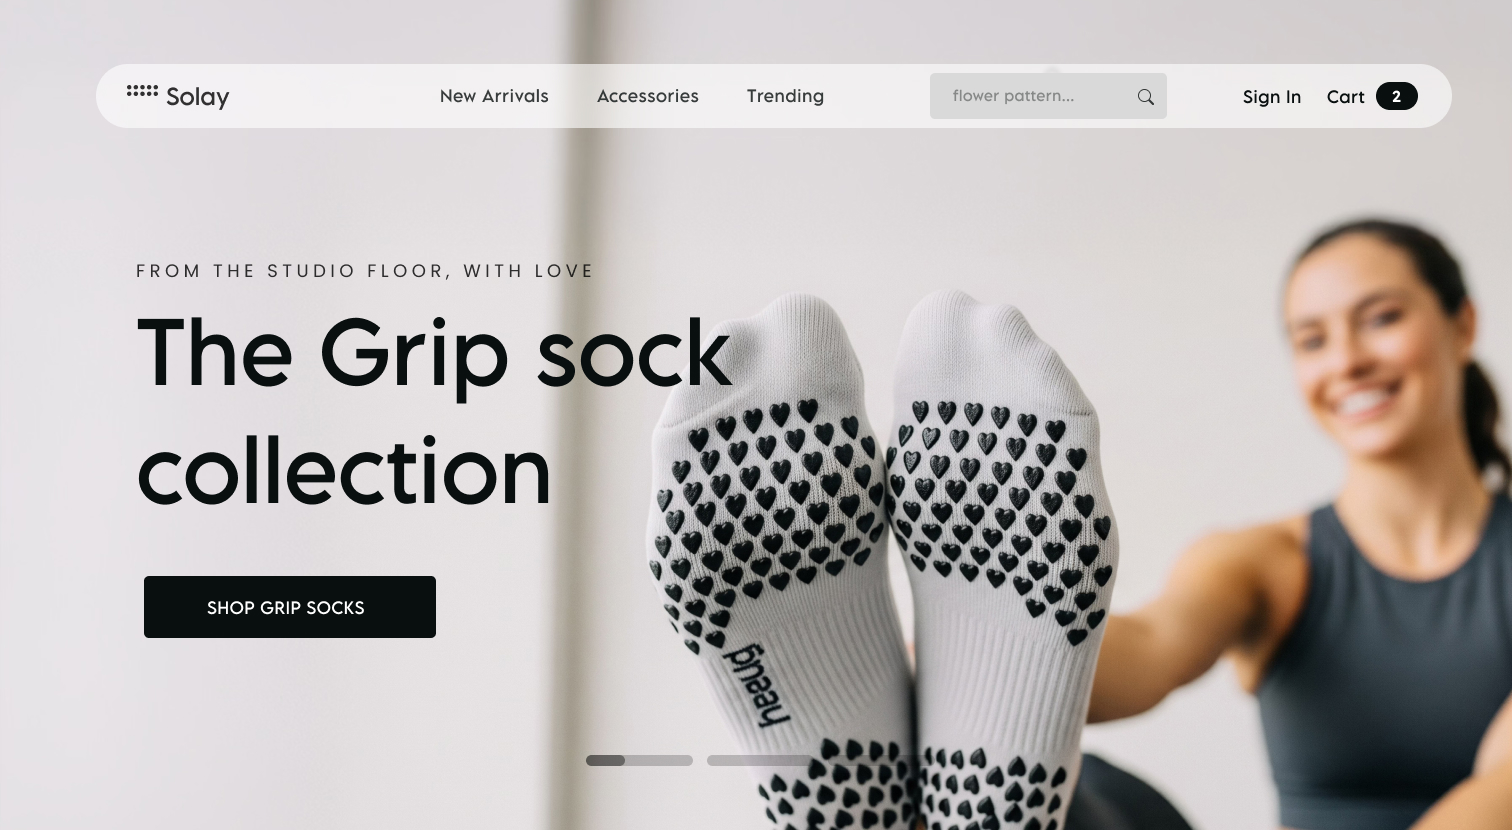 Solay
New Arrivals
Accessories
Trending
flower pattern...
Sign In
Cart
2
FROM THE STUDIO FLOOR, WITH LOVE
The Grip sock
collection
SHOP GRIP SOCKS